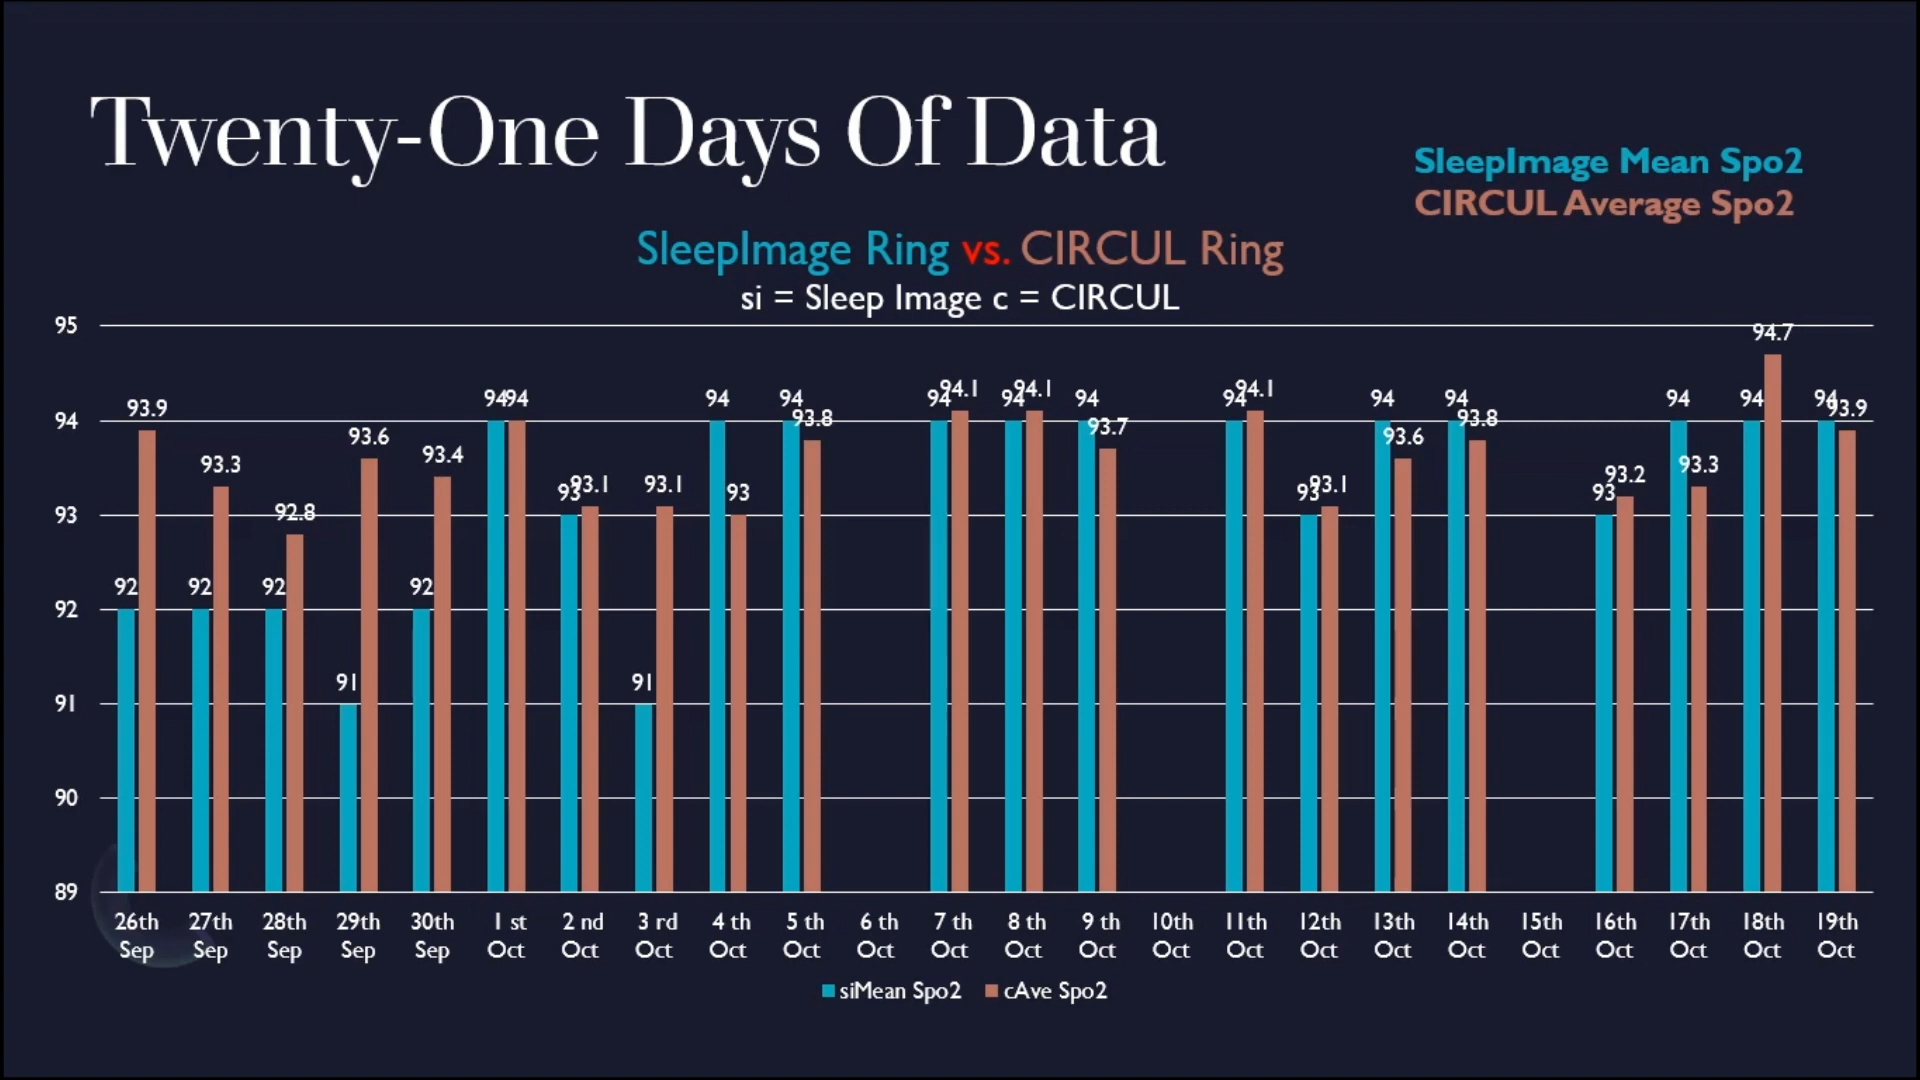 Twenty-One Days Of Data
SleepImage Mean Spo2
CIRCUL Average Spo2
SleepImage Ring vs. CIRCUL Ring
si = Sleep Image c = CIRCUL
95
94
93
92
91
90
89
92 93.9
92 93.3
92 92.8
91 93.6
92 93.4
94 94
93 93.1
91 93.1
94 93
94 93.8
94 94.1
94 94.1
94 93.7
94 94.1
93 93.1
94 93.6
94 93.8
93 93.2
94 93.3
94 94.7
94 93.9
26th Sep
27th Sep
28th Sep
29th Sep
30th Sep
1 st Oct
2 nd Oct
3 rd Oct
4 th Oct
5 th Oct
6 th Oct
7 th Oct
8 th Oct
9 th Oct
10th Oct
11th Oct
12th Oct
13th Oct
14th Oct
15th Oct
16th Oct
17th Oct
18th Oct
19th Oct
siMean Spo2 cAve Spo2